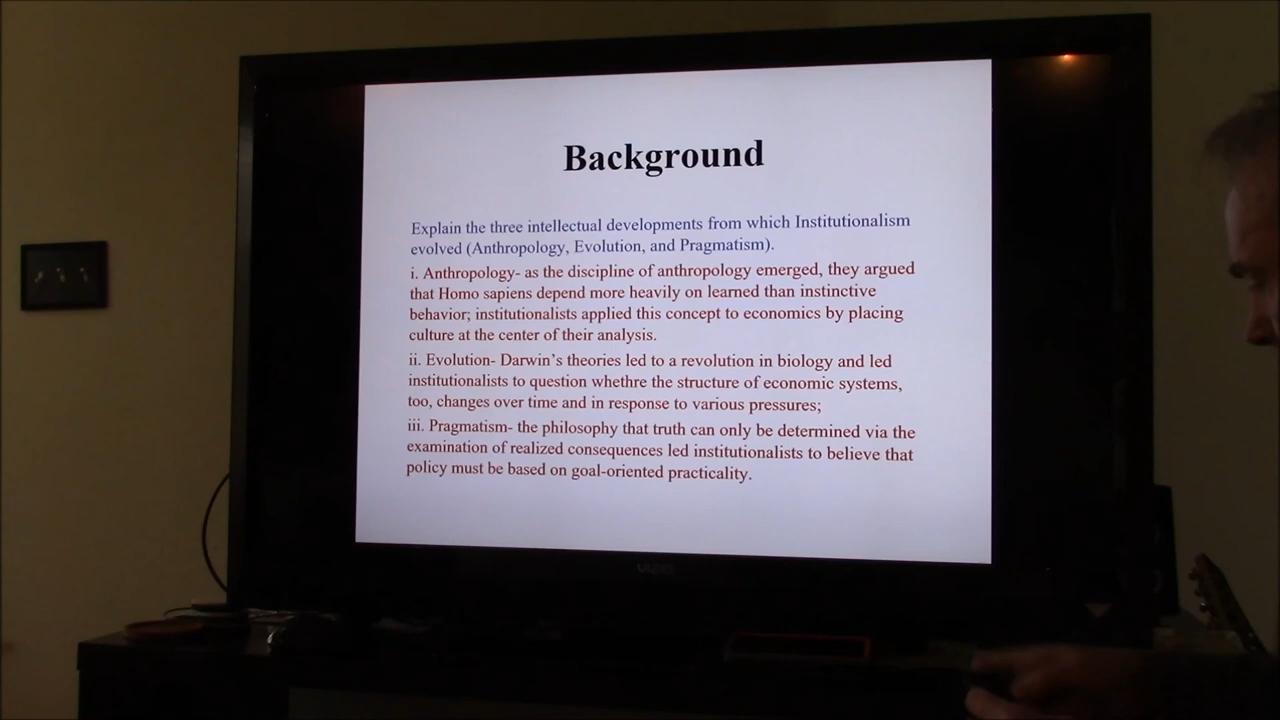 Background
Explain the three intellectual developments from which Institutionalism
evolved (Anthropology, Evolution, and Pragmatism).
i. Anthropology- as the discipline of anthropology emerged, they argued
that Homo sapiens depend more heavily on learned than instinctive
behavior; institutionalists applied this concept to economics by placing
culture at the center of their analysis.
ii. Evolution- Darwin’s theories led to a revolution in biology and led
institutionalists to question whethre the structure of economic systems,
too, changes over time and in response to various pressures;
iii. Pragmatism- the philosophy that truth can only be determined via the
examination of realized consequences led institutionalists to believe that
policy must be based on goal-oriented practicality.
VIZIO